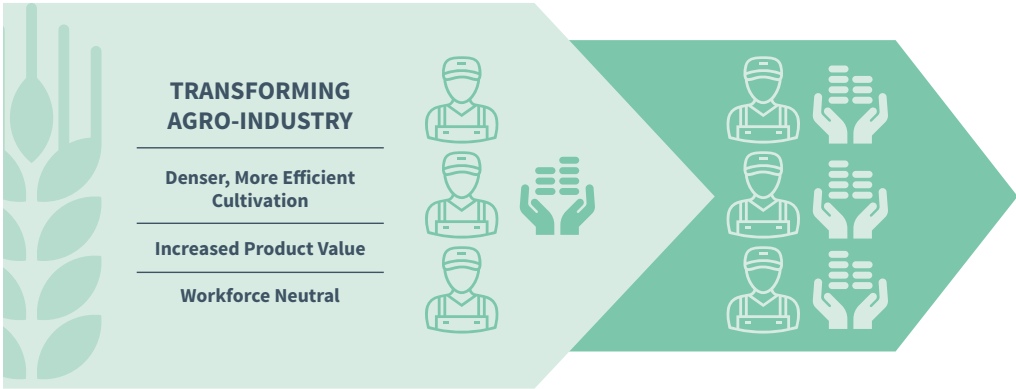 TRANSFORMING
AGRO-INDUSTRY
Denser, More Efficient
Cultivation
Increased Product Value
Workforce Neutral